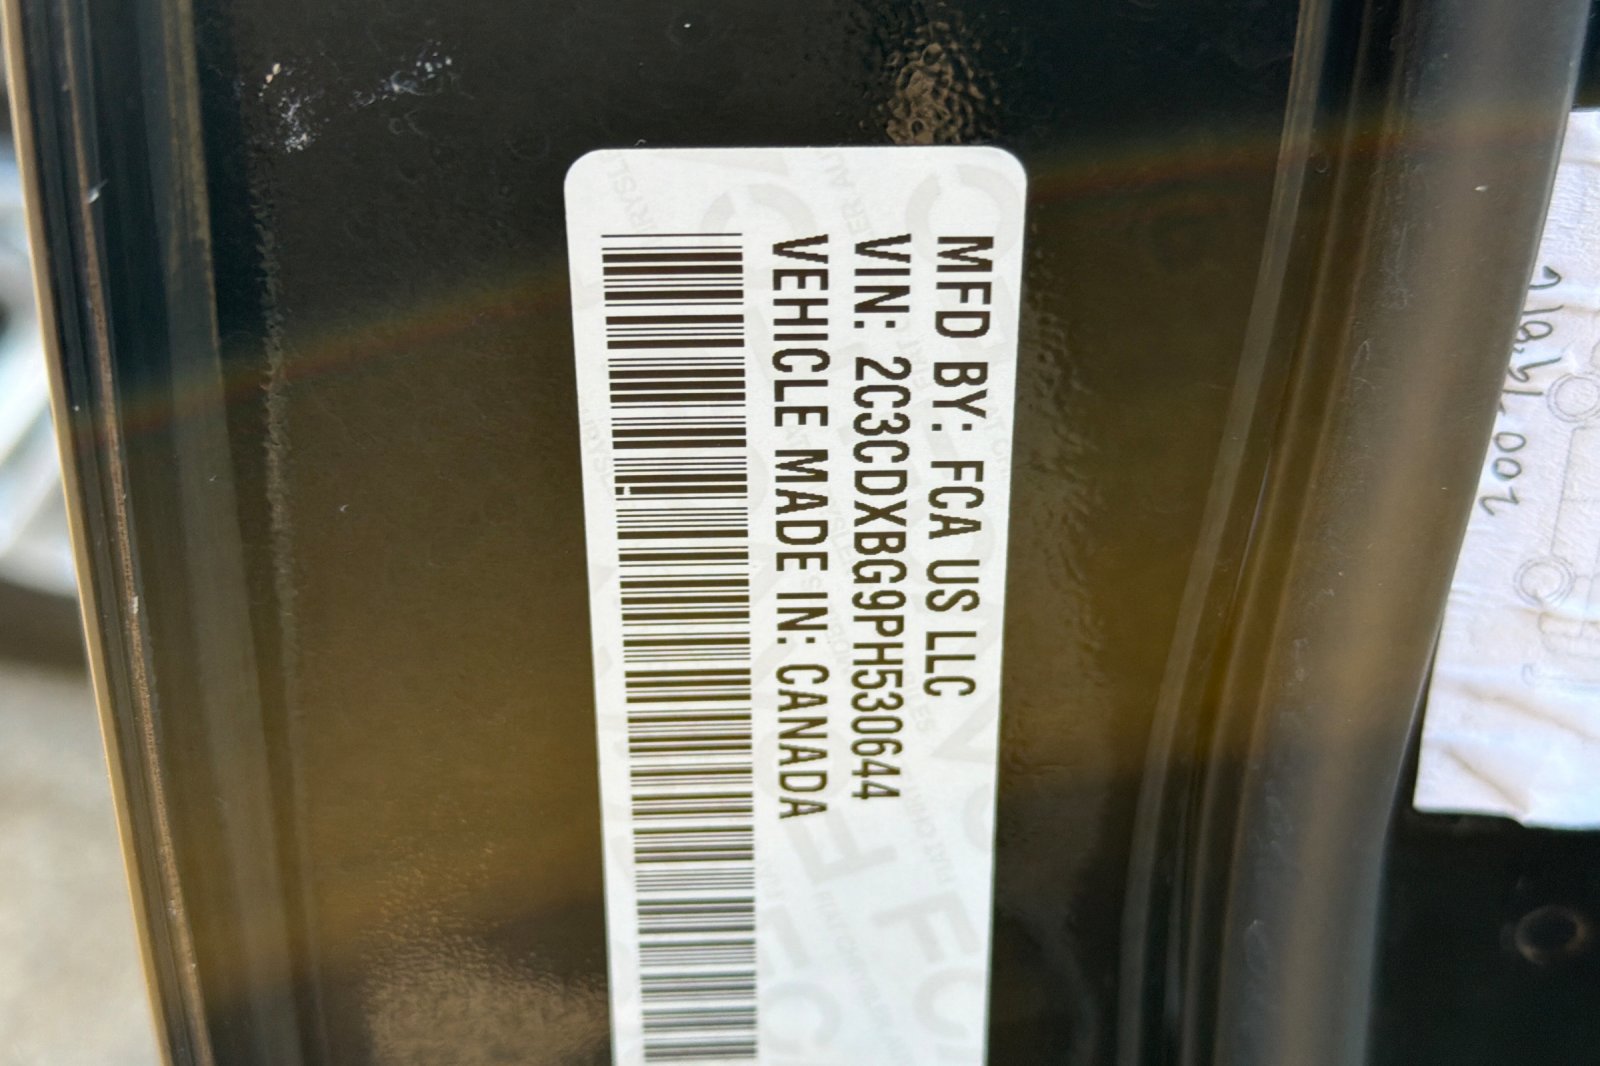 MFD BY: FCA US LLC
VIN: 2C3CDXBG9PH530644
VEHICLE MADE IN: CANADA